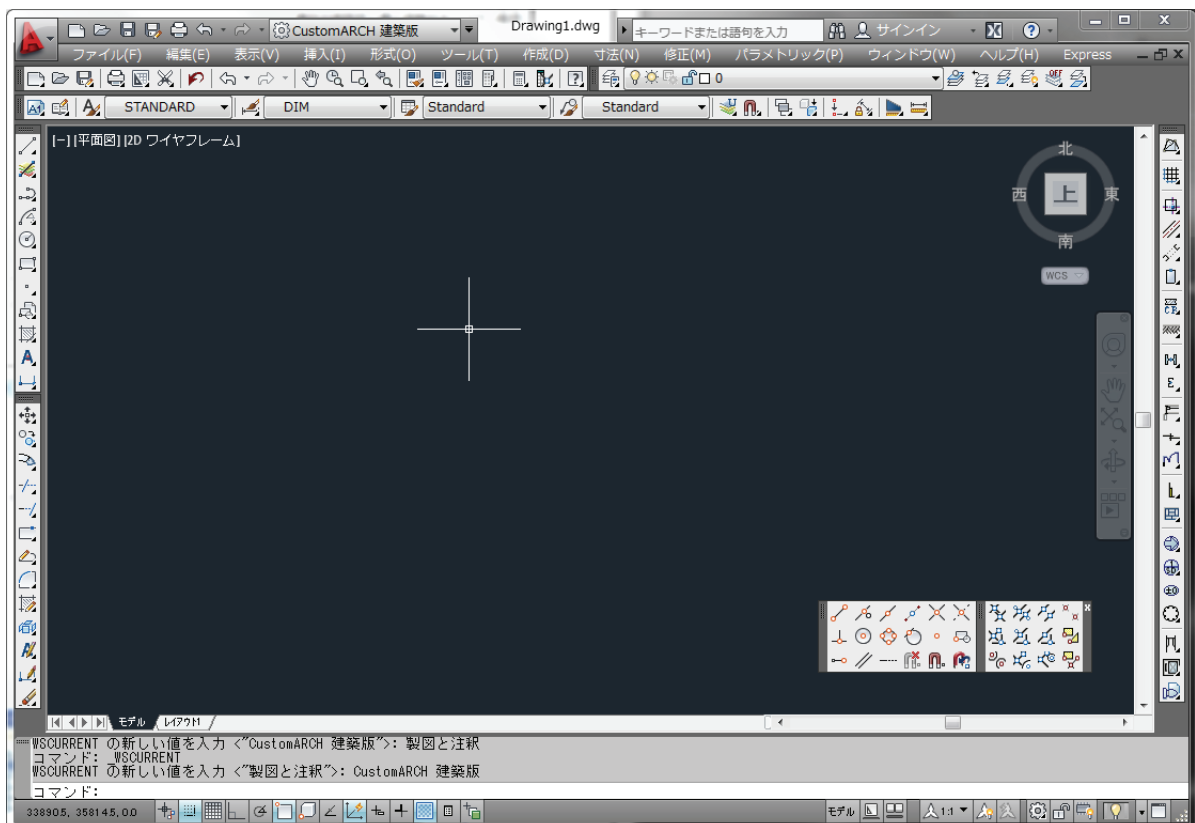 CustomARCH 建築版
Drawing1.dwg
キーワードまたは語句を入力
サインイン
ファイル(F) 編集(E) 表示(V) 挿入(I) 形式(O) ツール(T) 作成(D) 寸法(N) 修正(M) パラメトリック(P) ウィンドウ(W) ヘルプ(H) Express
0
STANDARD DIM Standard Standard
[−][平面図][2D ワイヤフレーム]
北
西 上 東
南
WCS
モデル レイアウト1
WSCURRENT の新しい値を入力 <"CustomARCH 建築版">: 製図と注釈
コマンド: _WSCURRENT
WSCURRENT の新しい値を入力 <"製図と注釈">: CustomARCH 建築版
コマンド:
モデル 1:1